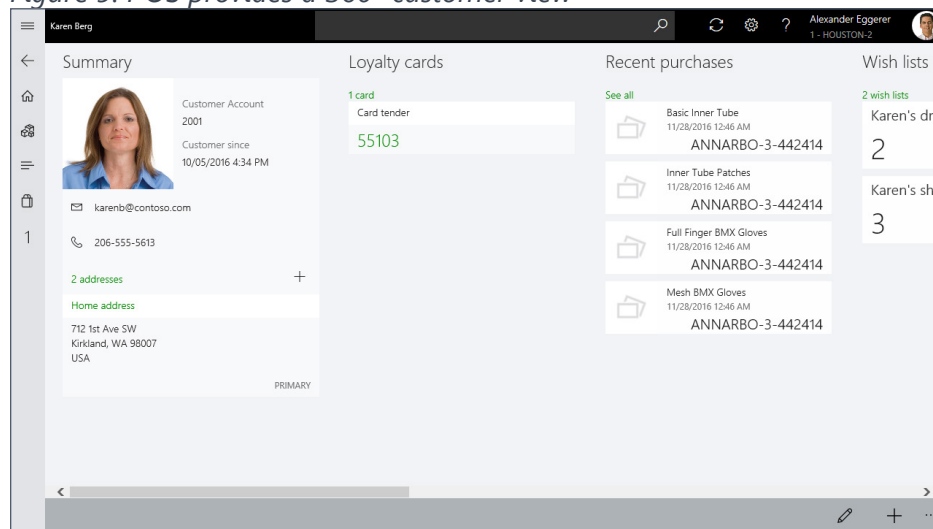 Karen Berg
?
Alexander Eggerer
1 - HOUSTON-2
Summary
Customer Account
2001
Customer since
10/05/2016 4:34 PM
karenb@contoso.com
206-555-5613
2 addresses
Home address
712 1st Ave SW
Kirkland, WA 98007
USA
PRIMARY
Loyalty cards
1 card
Card tender
55103
Recent purchases
See all
Basic Inner Tube
11/28/2016 12:46 AM
ANNARBO-3-442414
Inner Tube Patches
11/28/2016 12:46 AM
ANNARBO-3-442414
Full Finger BMX Gloves
11/28/2016 12:46 AM
ANNARBO-3-442414
Mesh BMX Gloves
11/28/2016 12:46 AM
ANNARBO-3-442414
Wish lists
2 wish lists
Karen's dr
2
Karen's sh
3
1